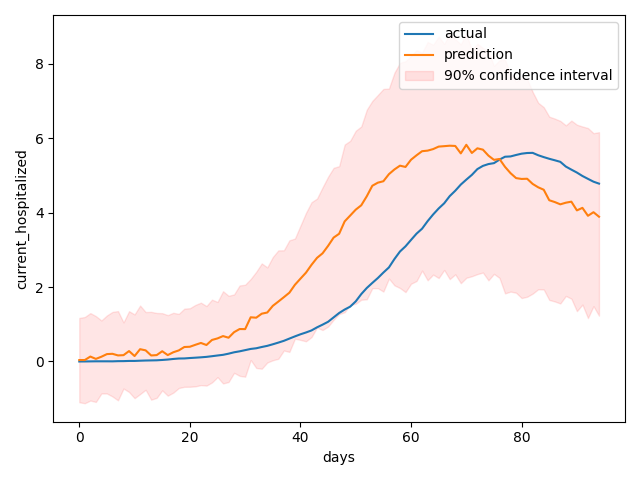 actual
prediction
90% confidence interval
8
6
4
2
0
current_hospitalized
0 20 40 60 80
days